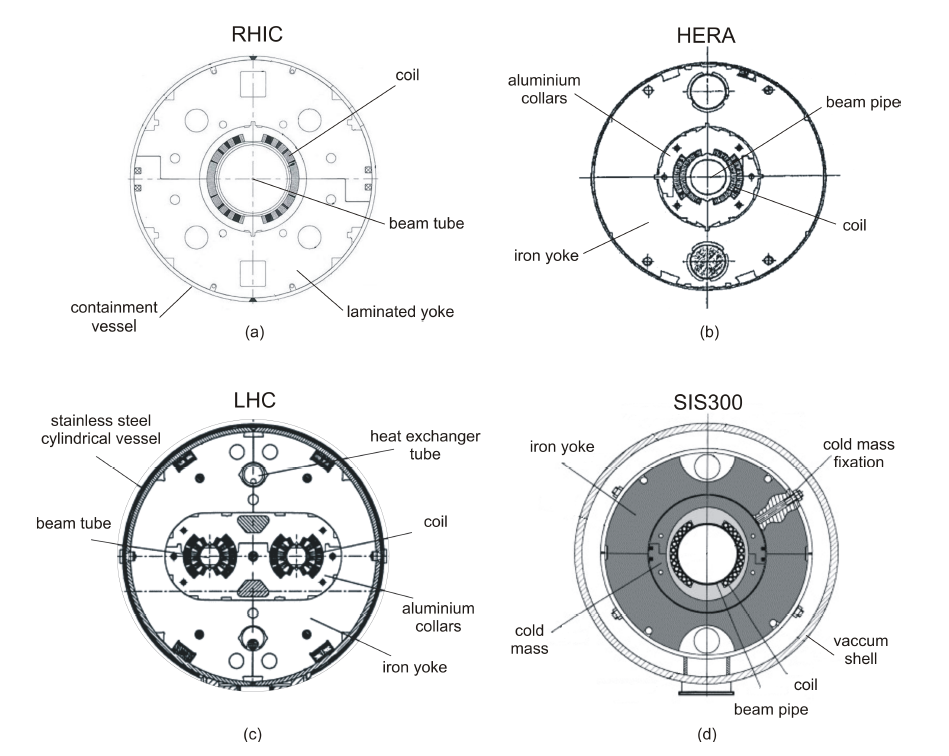 RHIC
coil
beam tube
laminated yoke
containment
vessel
(a)
HERA
aluminium
collars
beam pipe
coil
iron yoke
(b)
LHC
stainless steel
cylindrical vessel
heat exchanger
tube
beam tube
coil
aluminium
collars
iron yoke
(c)
SIS300
iron yoke
cold mass
fixation
cold
mass
vaccum
shell
coil
beam pipe
(d)